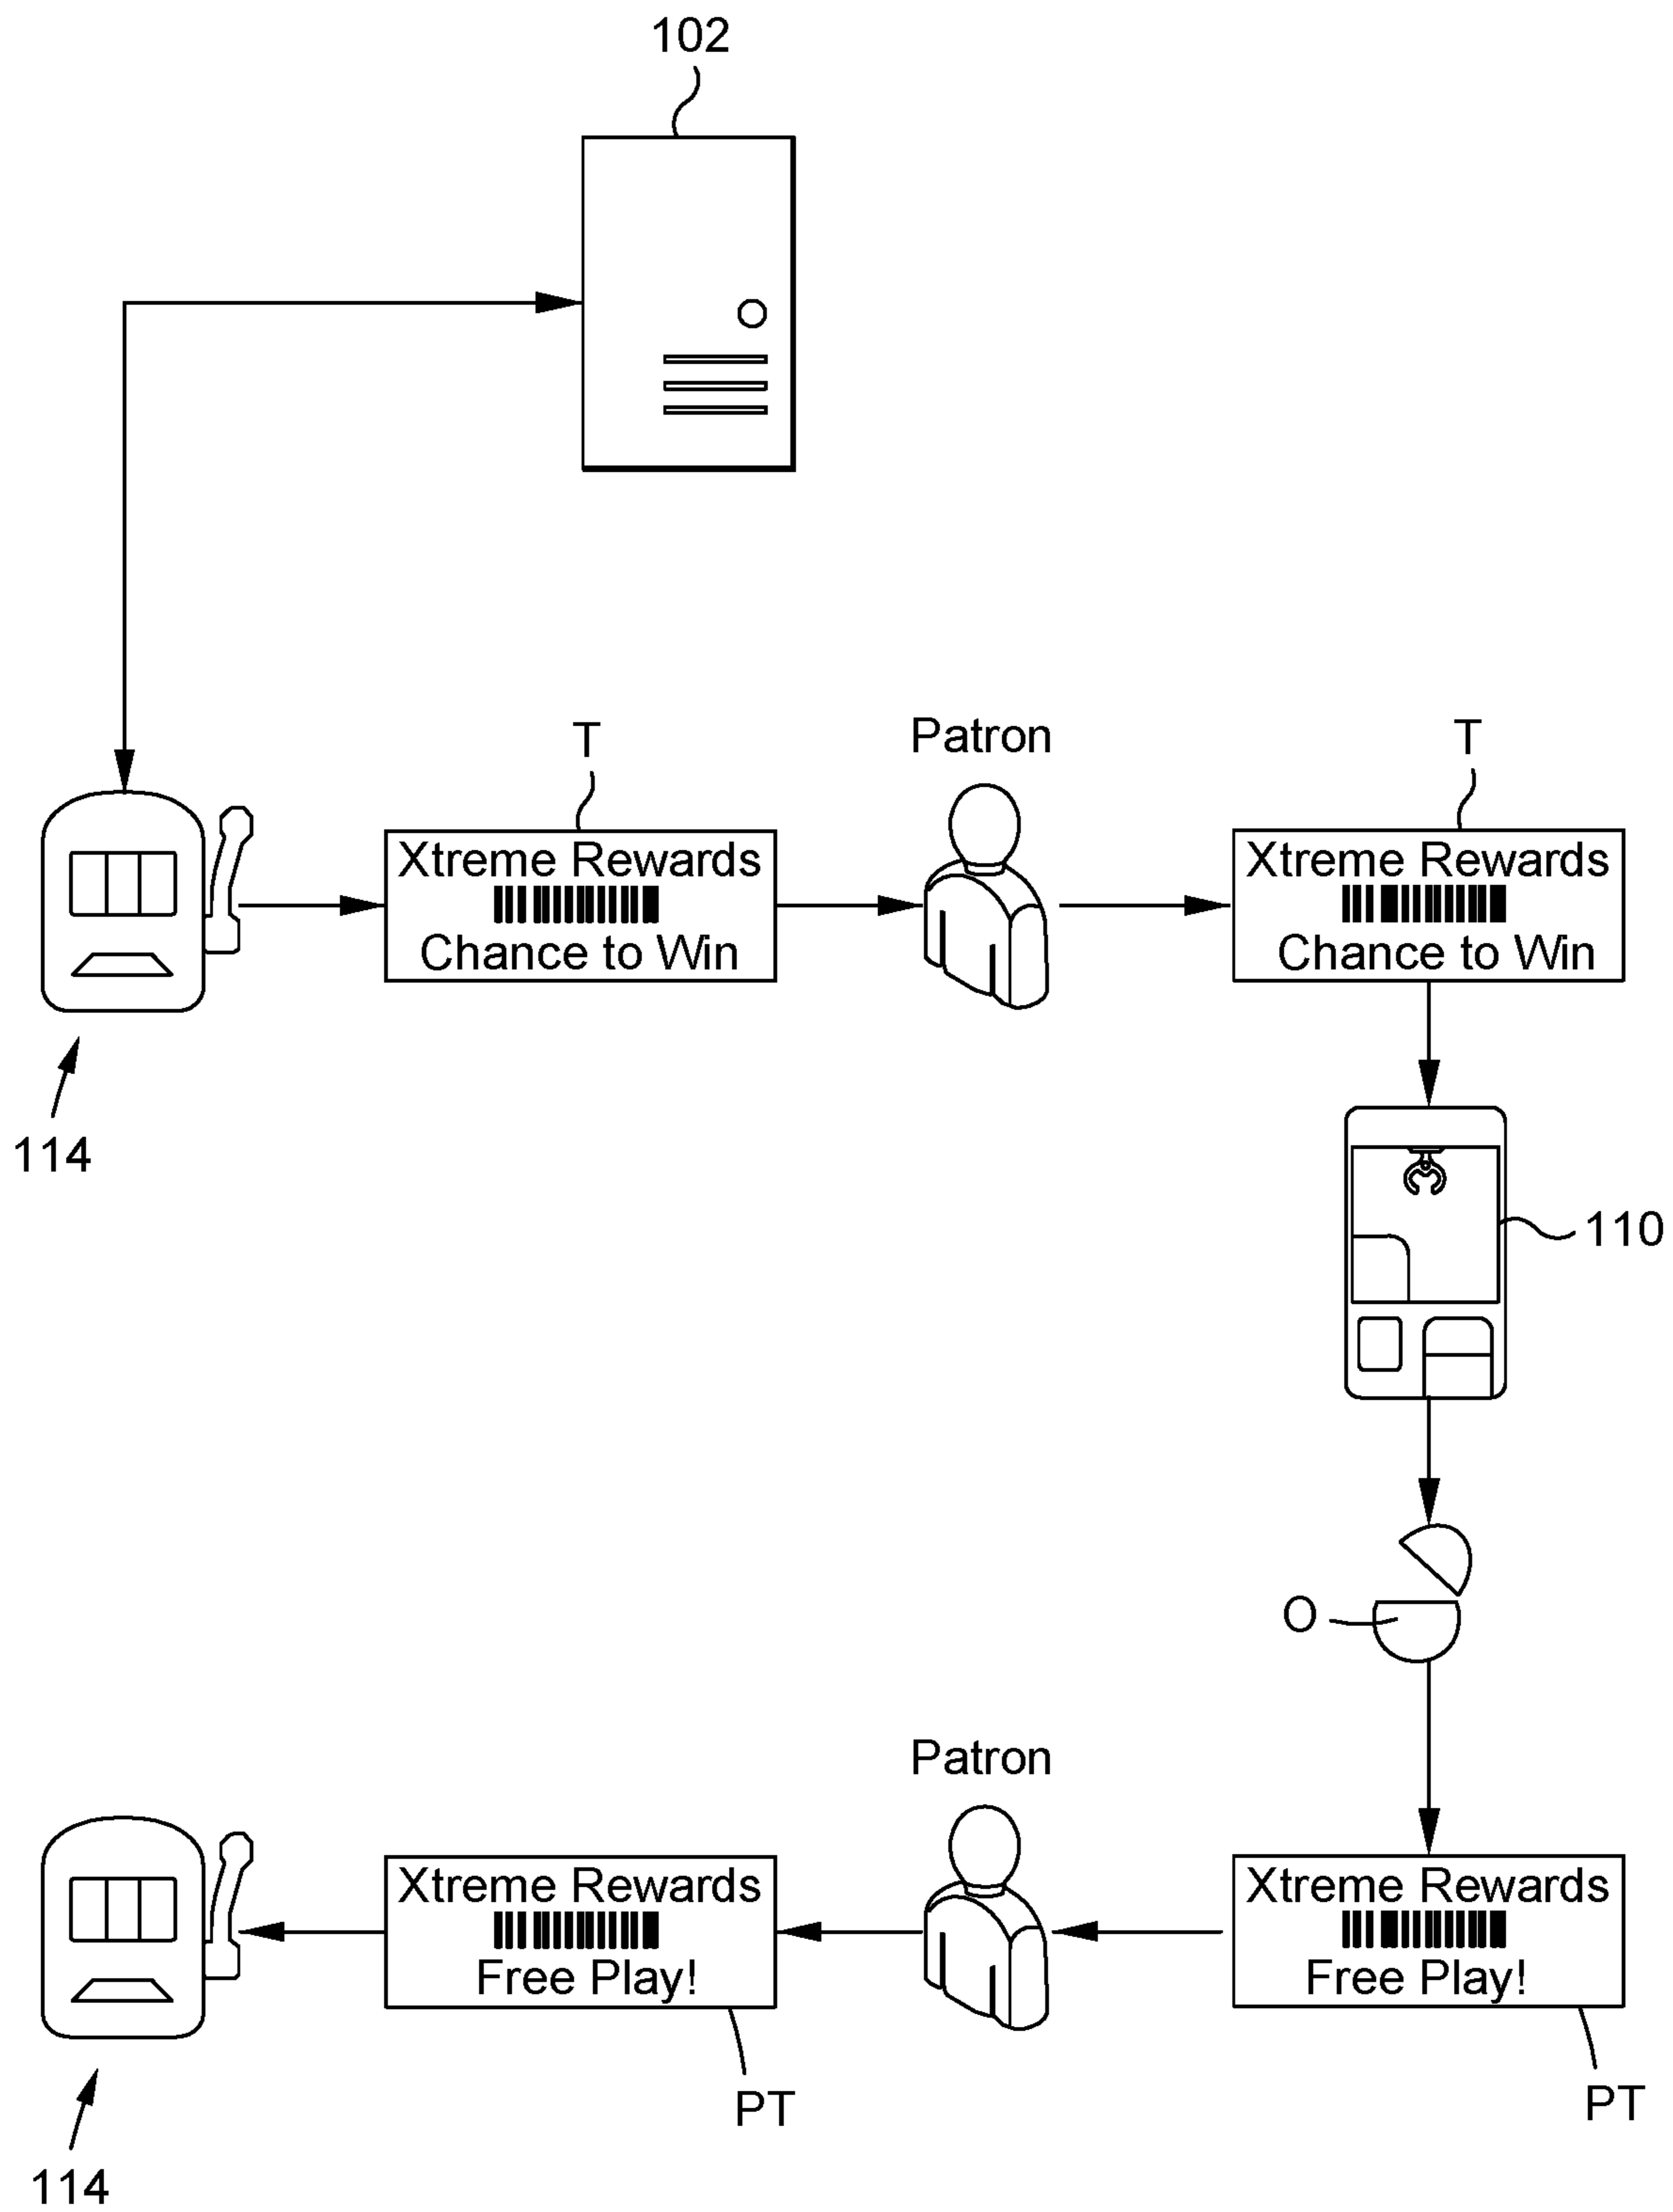 102
T
Patron
T
Xtreme Rewards
Chance to Win
Xtreme Rewards
Chance to Win
114
110
O
Patron
Xtreme Rewards
Free Play!
Xtreme Rewards
Free Play!
PT
PT
114